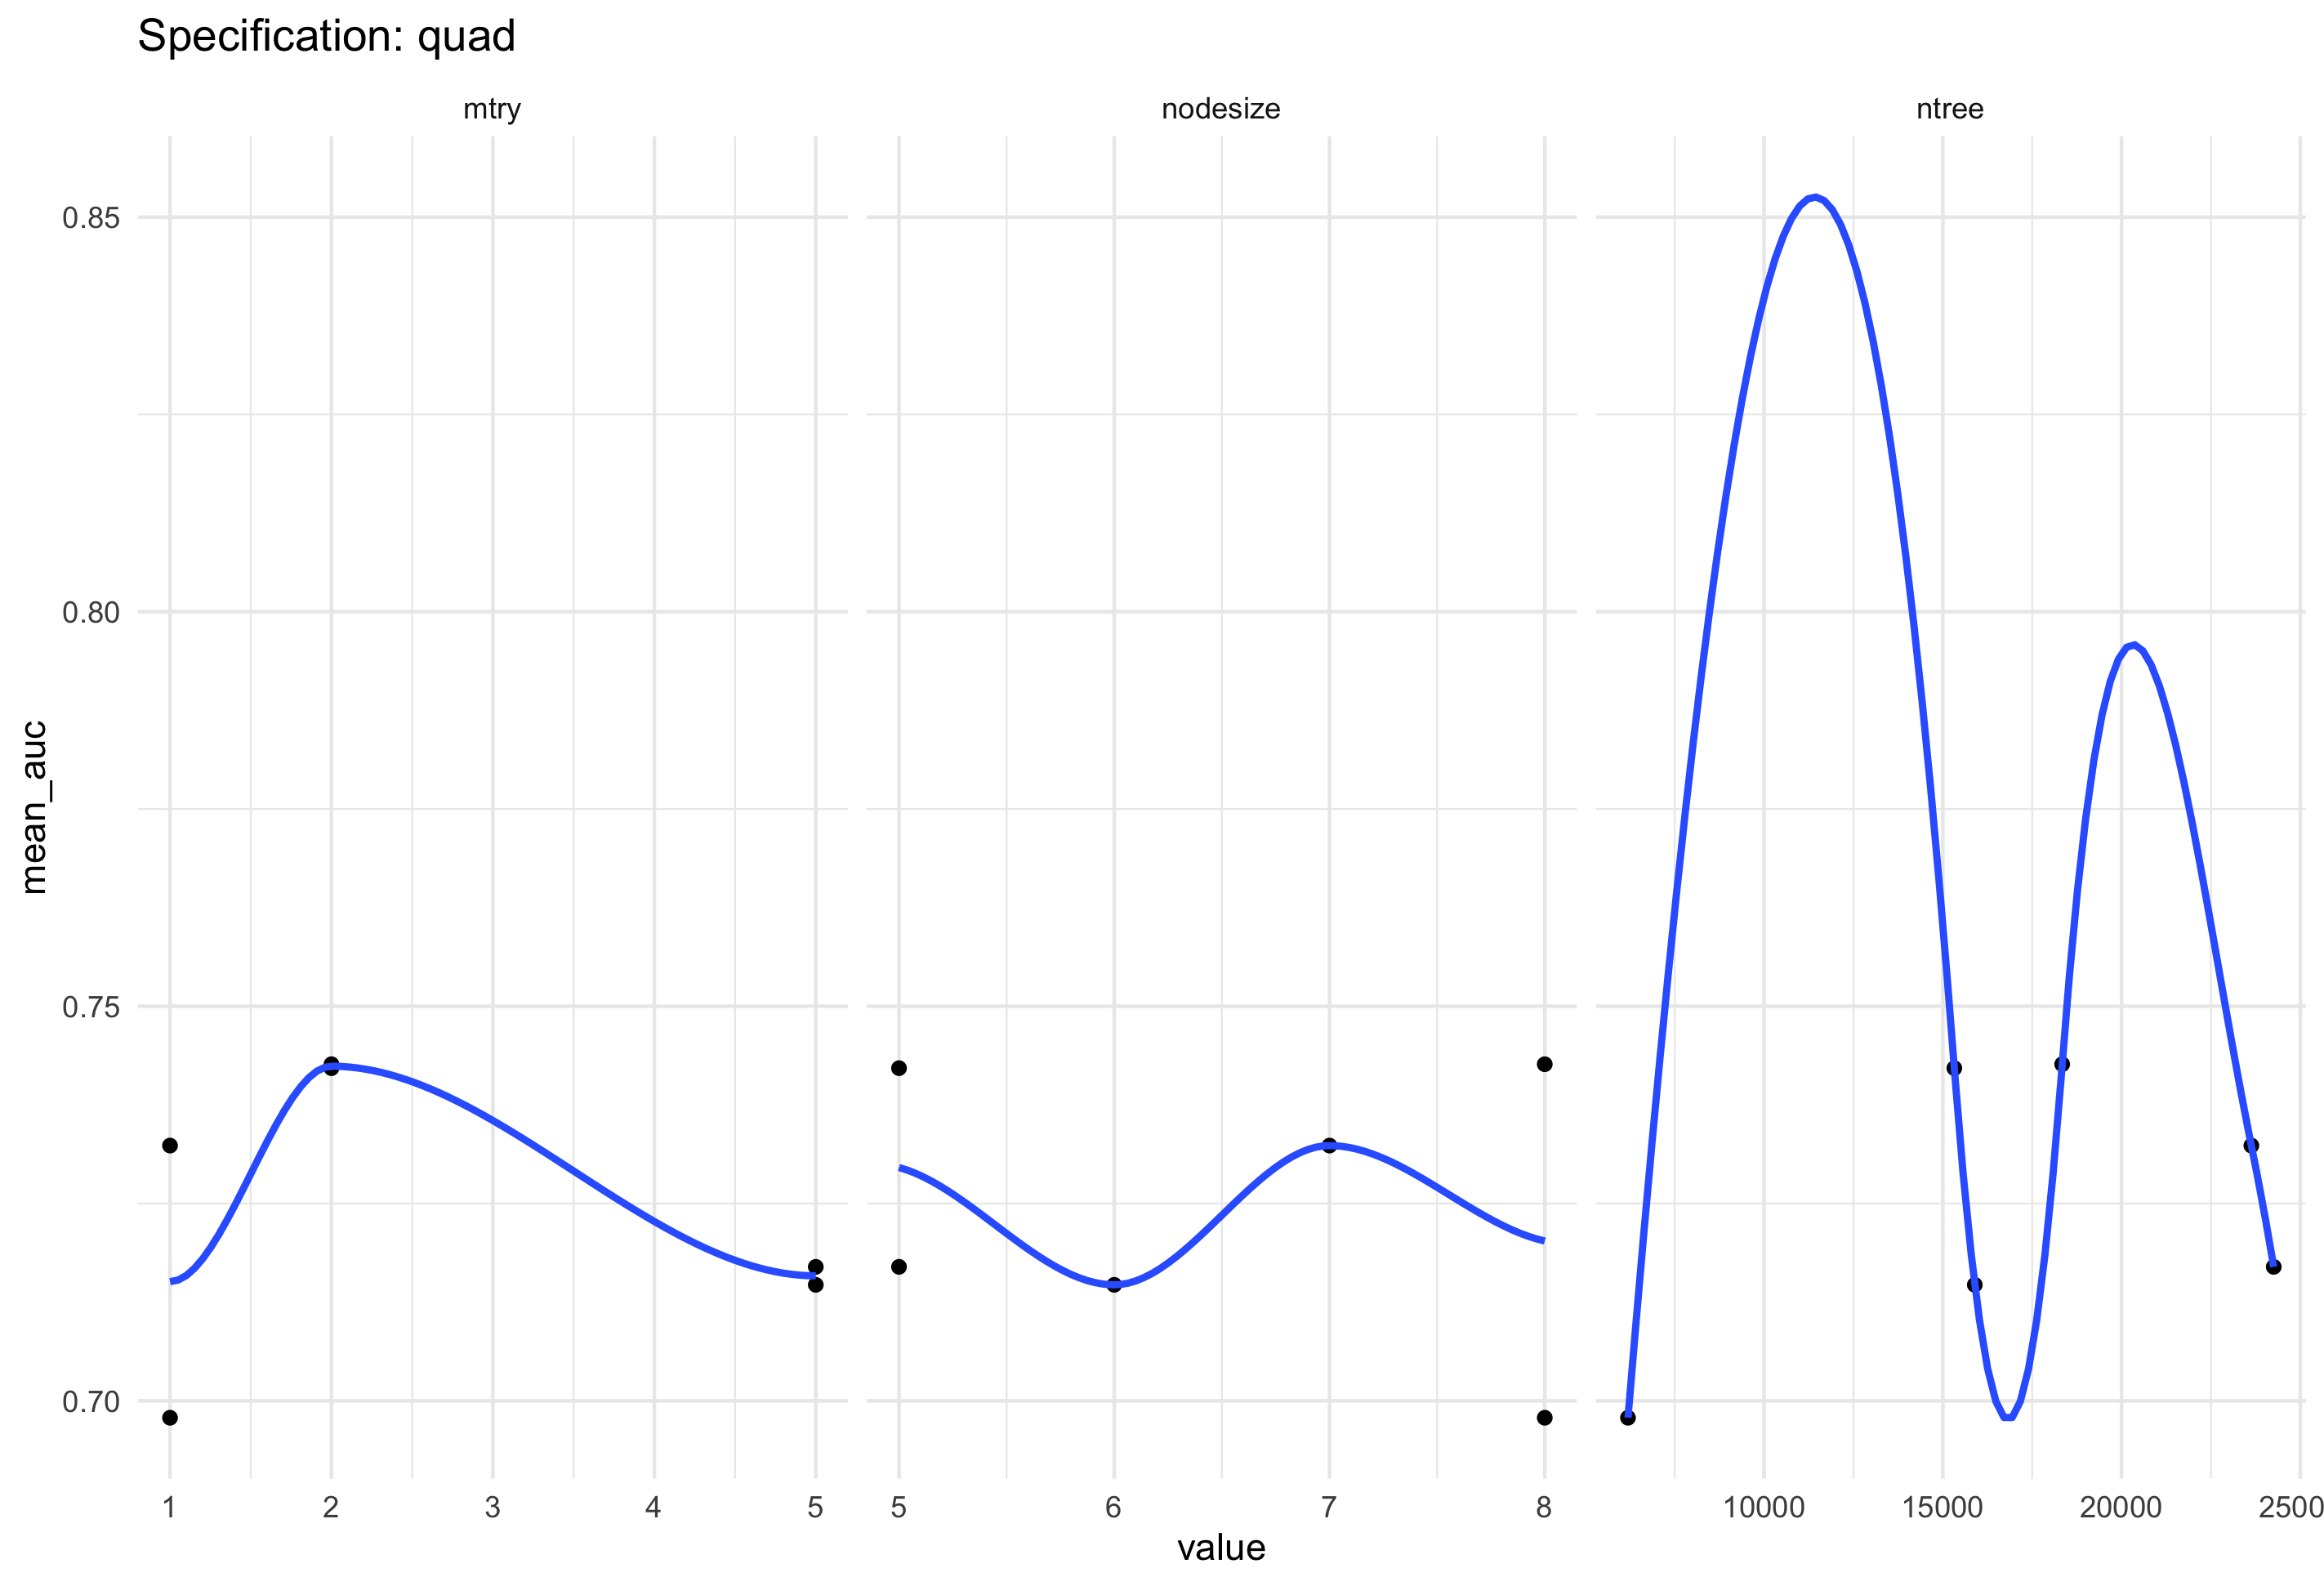 Specification: quad
mtry nodesize ntree
0.85
0.80
0.75
0.70
mean_auc
1 2 3 4 5 5 6 7 8 10000 15000 20000 2500
value